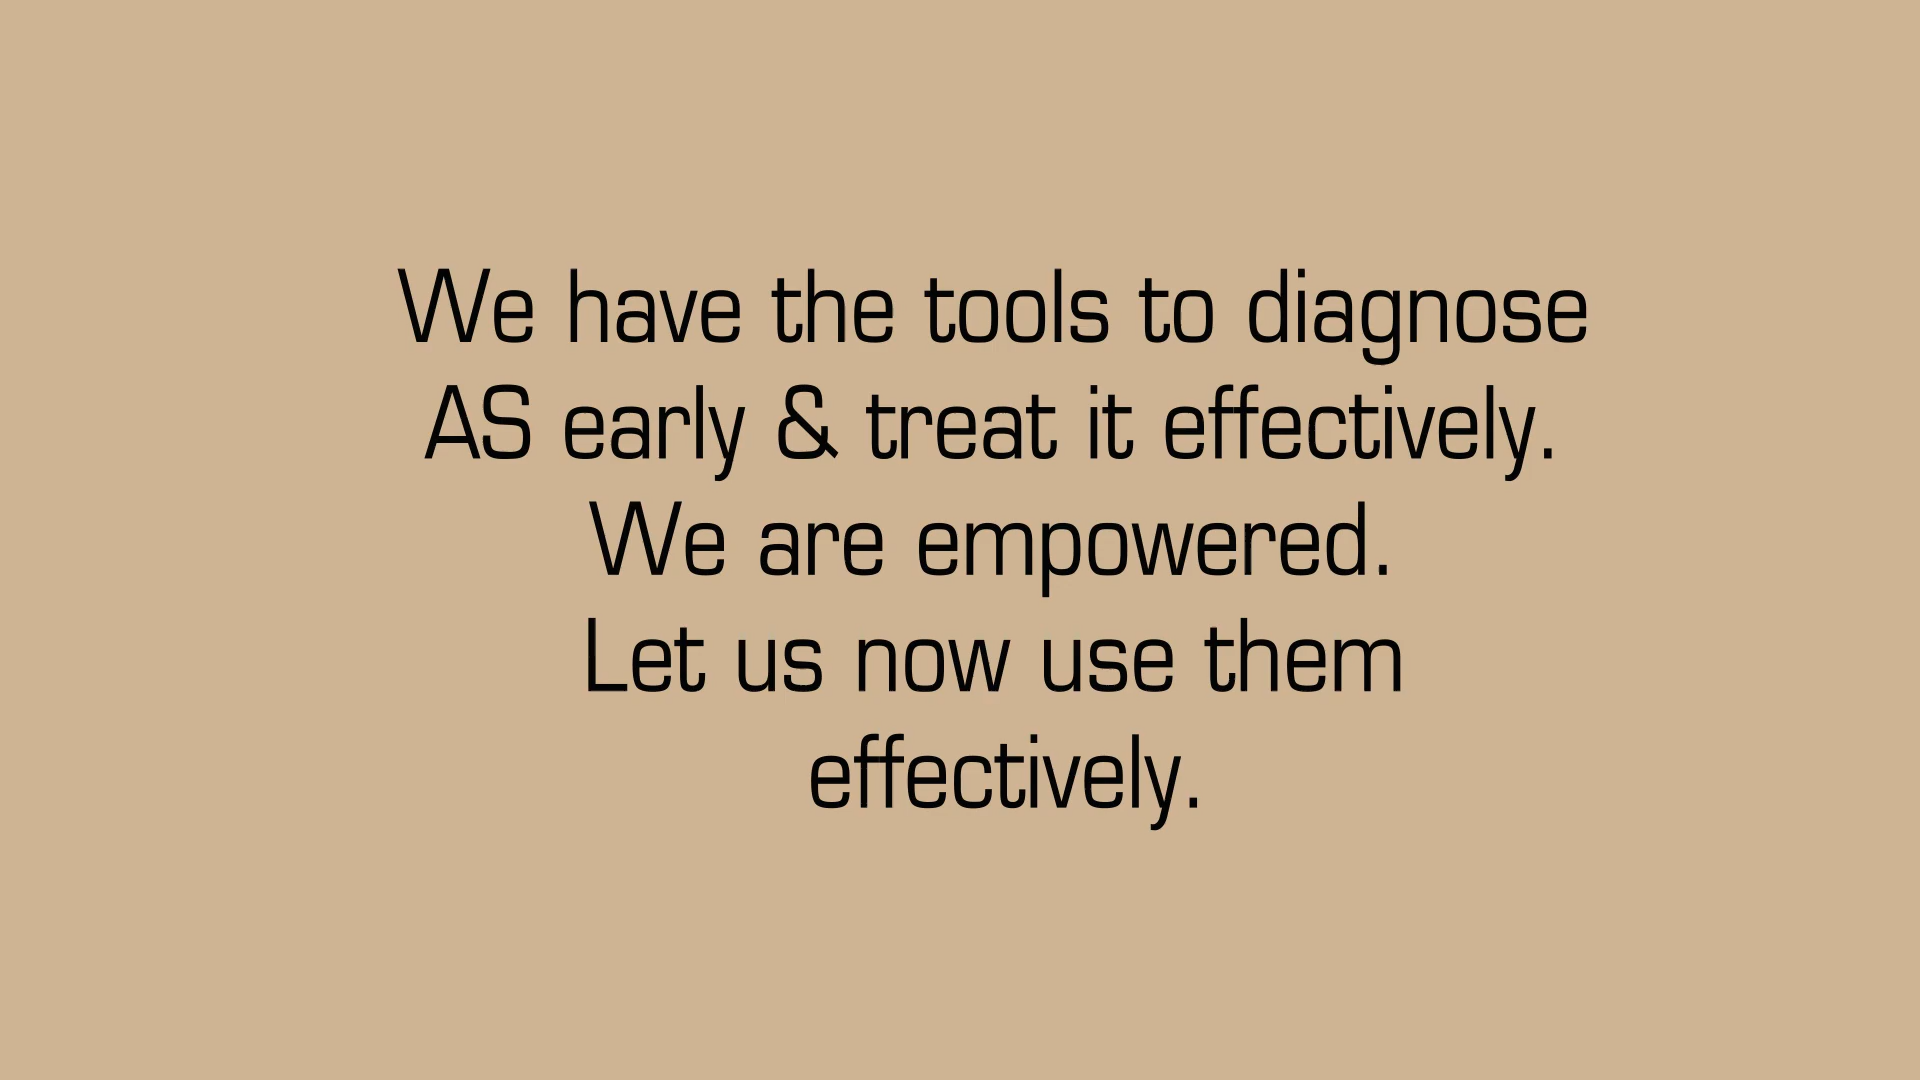 We have the tools to diagnose
AS early & treat it effectively.
We are empowered.
Let us now use them
effectively.